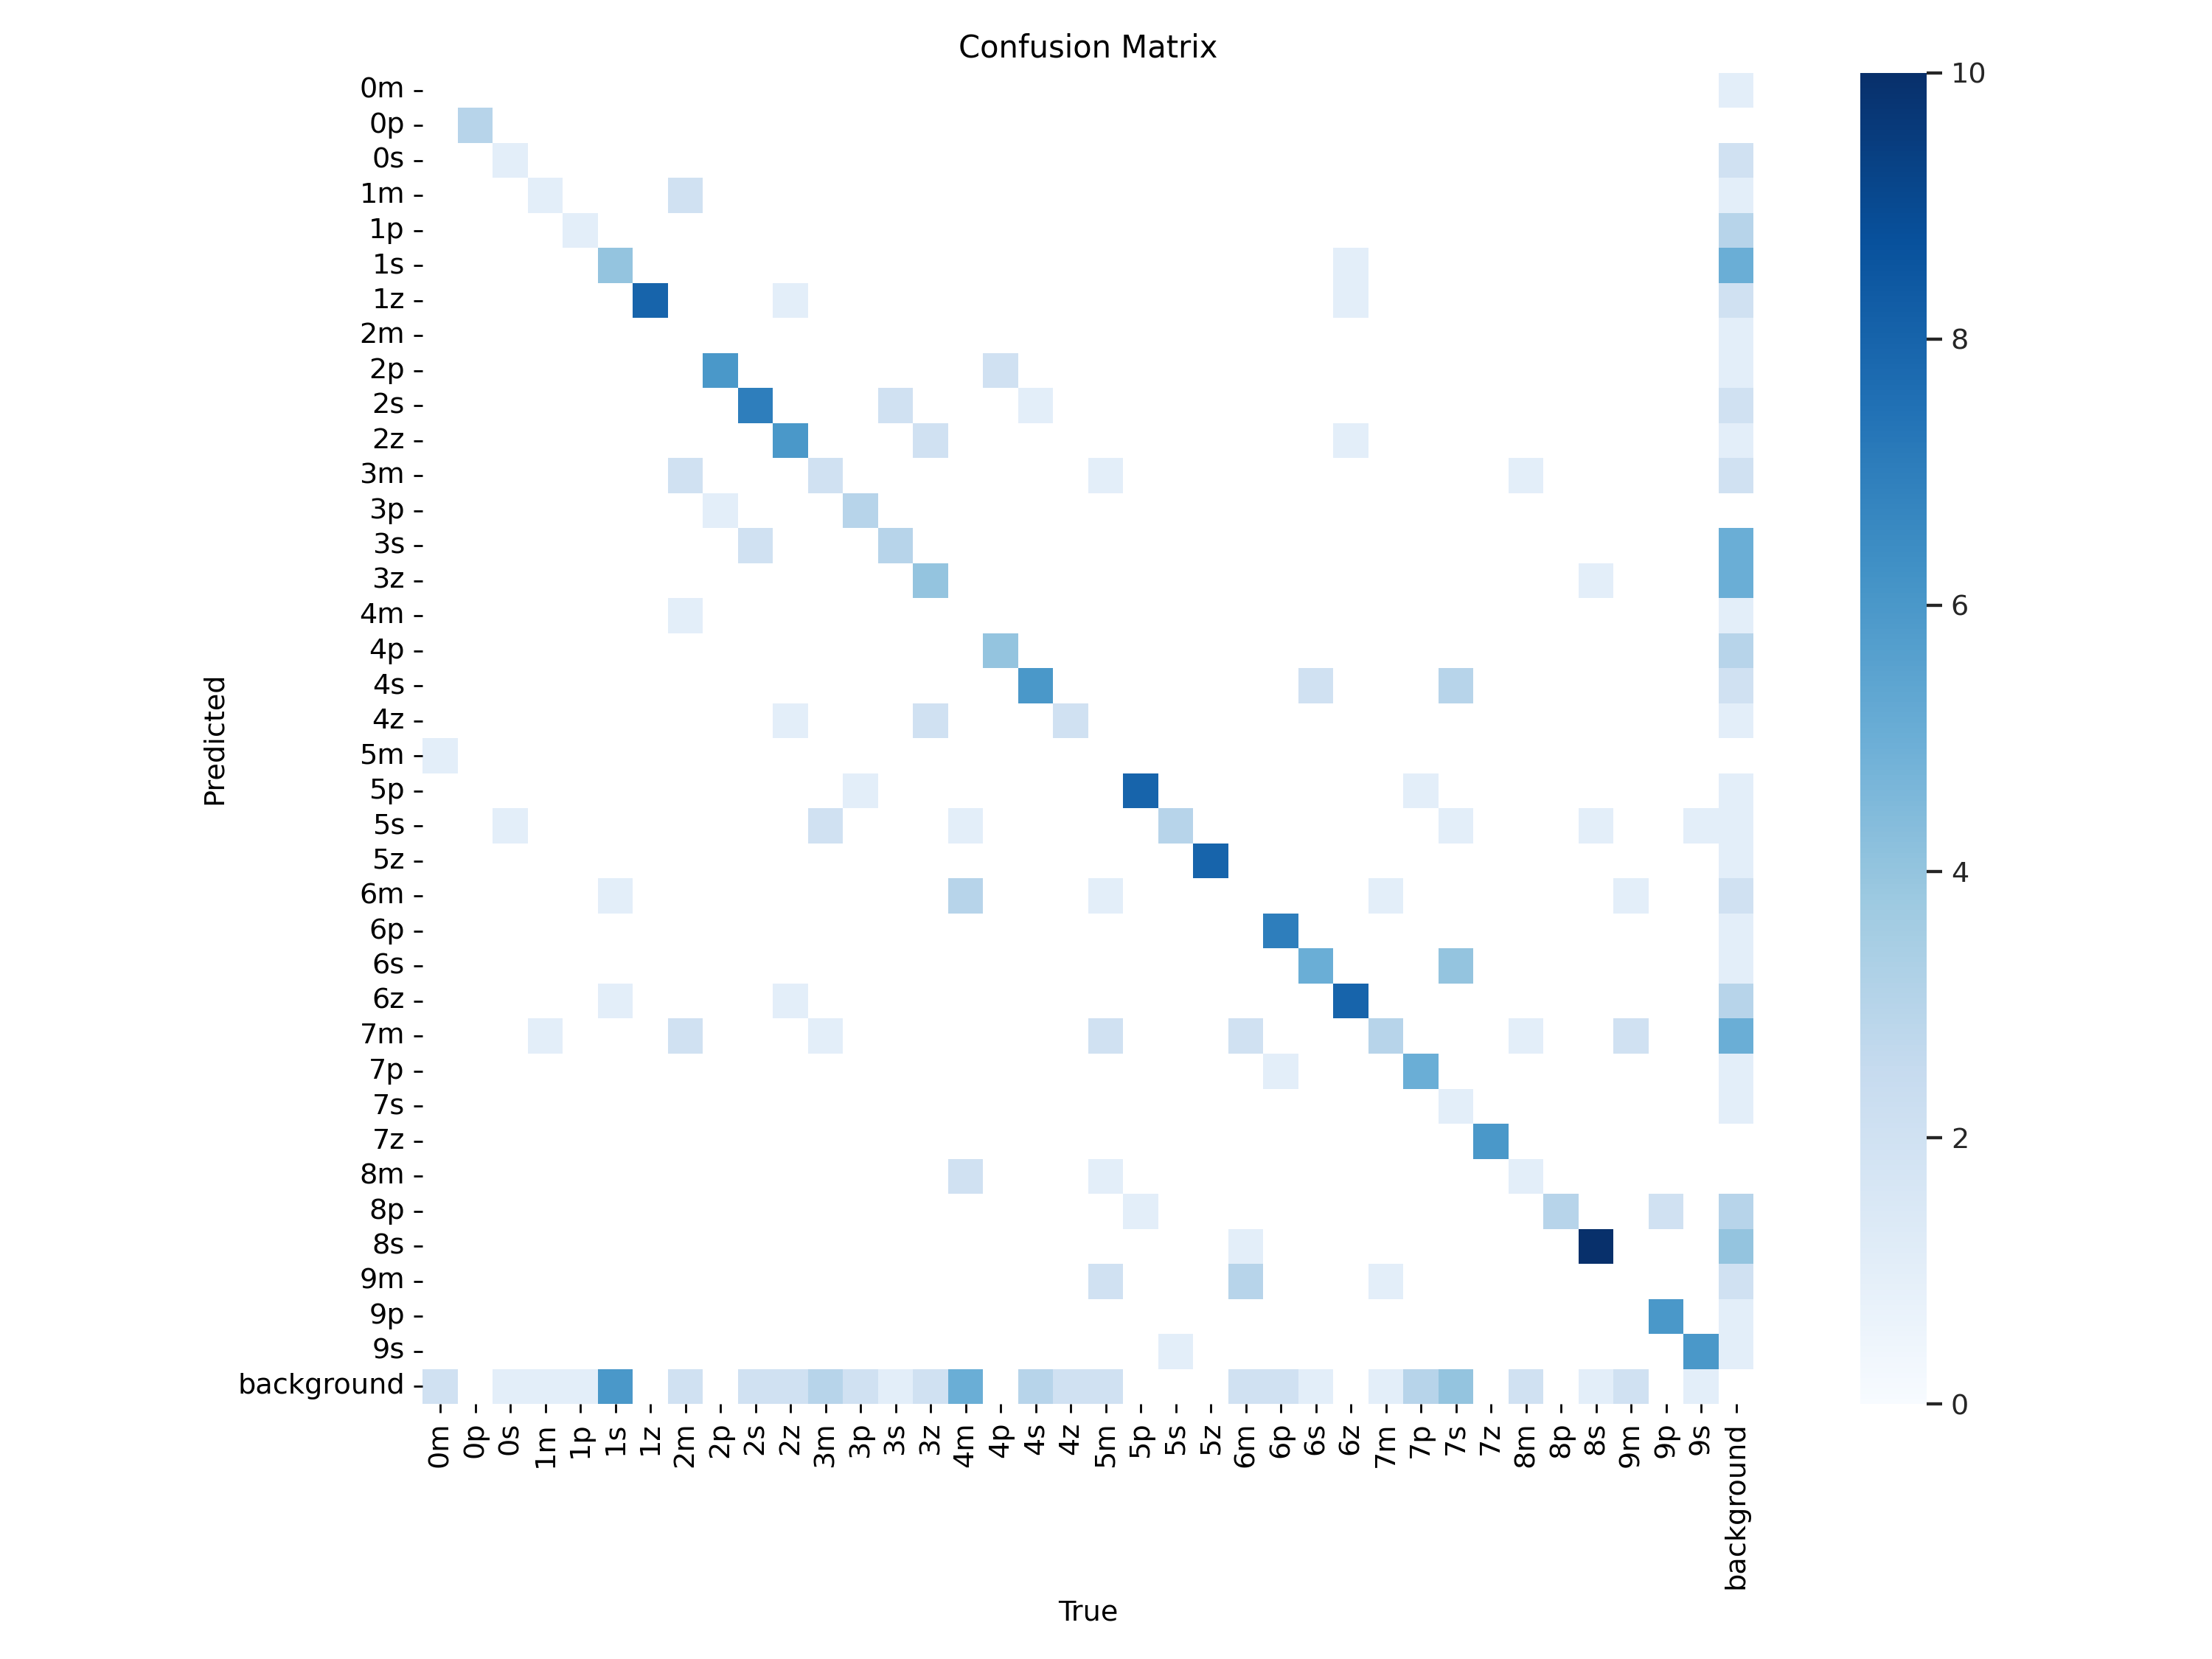 Confusion Matrix
0m
0p
0s
1m
1p
1s
1z
2m
2p
2s
2z
3m
3p
3s
3z
4m
4p
4s
4z
5m
5p
5s
5z
6m
6p
6s
6z
7m
7p
7s
7z
8m
8p
8s
9m
9p
9s
background
Predicted
0m 0p 0s 1m 1p 1s 1z 2m 2p 2s 2z 3m 3p 3s 3z 4m 4p 4s 4z 5m 5p 5s 5z 6m 6p 6s 6z 7m 7p 7s 7z 8m 8p 8s 9m 9p 9s background
True
10
8
6
4
2
0